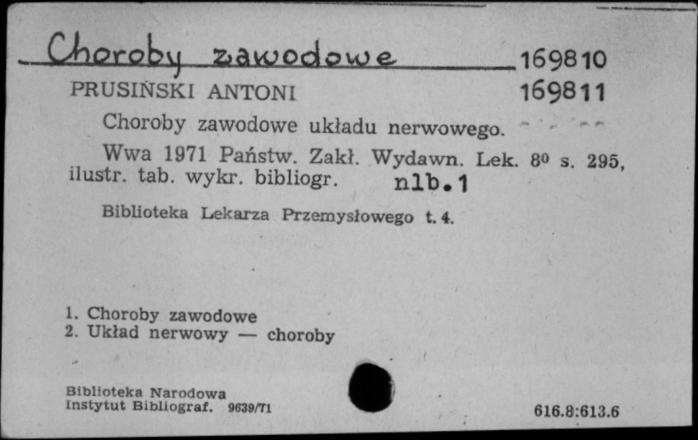 Choroby zawodowe 169810
PRUSIŃSKI ANTONI 169811
Choroby zawodowe układu nerwowego.
Wwa 1971 Państw. Zakł. Wydawn. Lek. 8º s. 295,
ilustr. tab. wykr. bibliogr. nlb.1
Biblioteka Lekarza Przemysłowego t. 4.
1. Choroby zawodowe
2. Układ nerwowy — choroby
Biblioteka Narodowa
Instytut Bibliograf. 9639/71 616.8:613.6